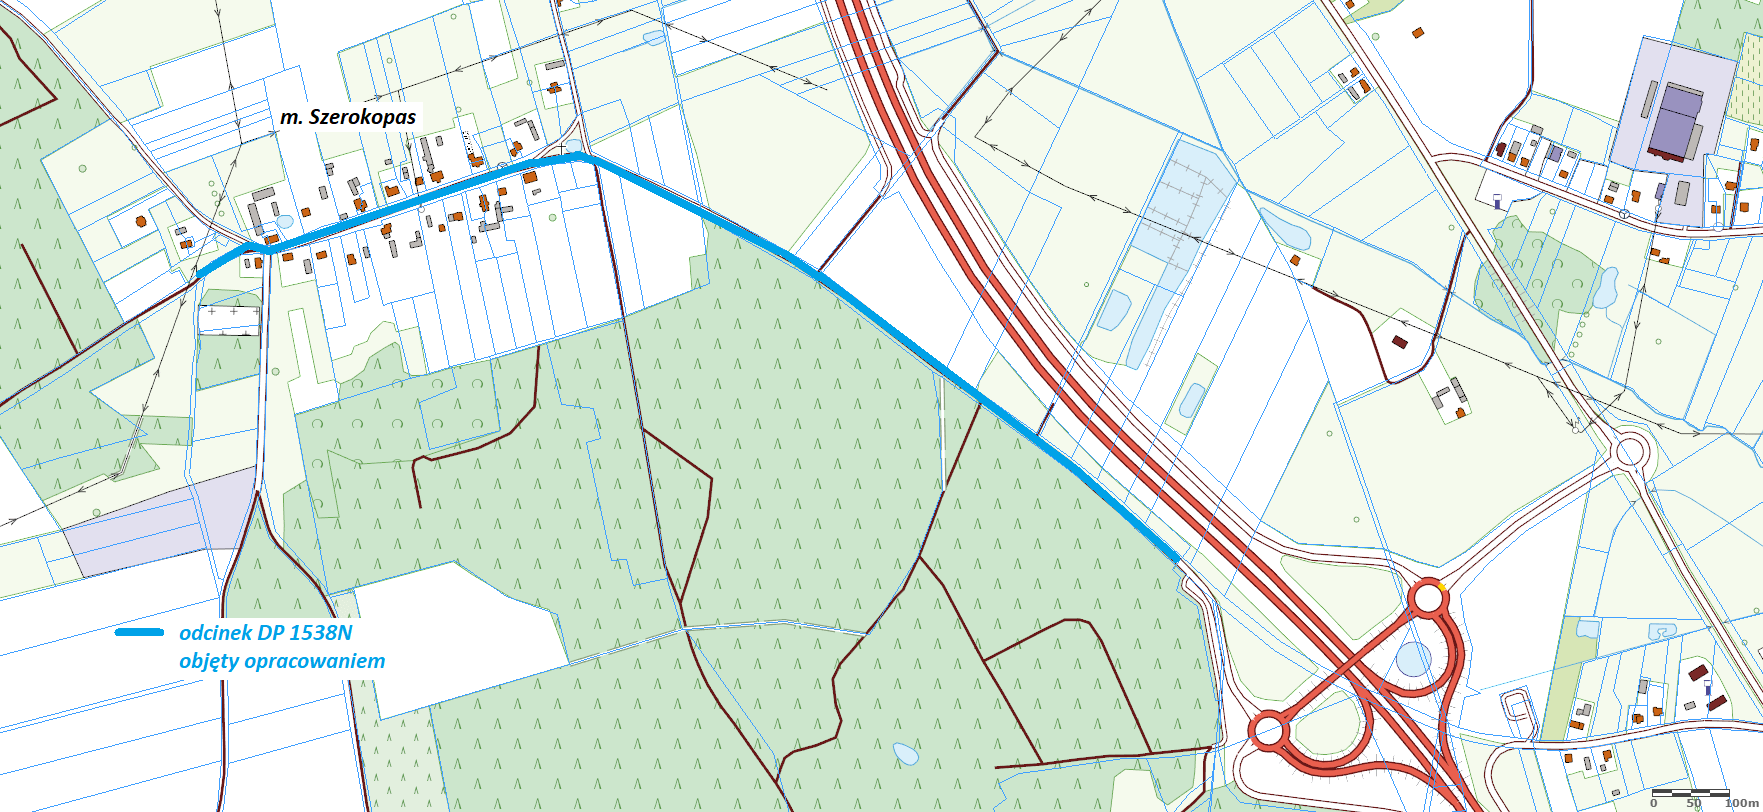 m. Szerokopas
odcinek DP 1538N
objęty opracowaniem
0 50 100m